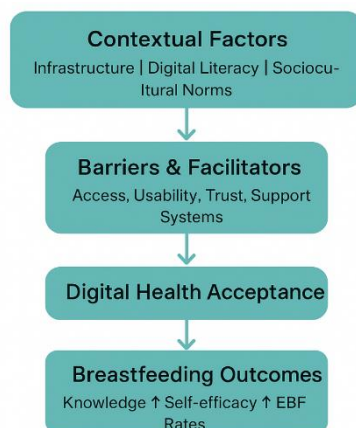 Contextual Factors
Infrastructure | Digital Literacy | Sociocu-
ltural Norms
Barriers & Facilitators
Access, Usability, Trust, Support
Systems
Digital Health Acceptance
Breastfeeding Outcomes
Knowledge ↑ Self-efficacy ↑ EBF
Rates